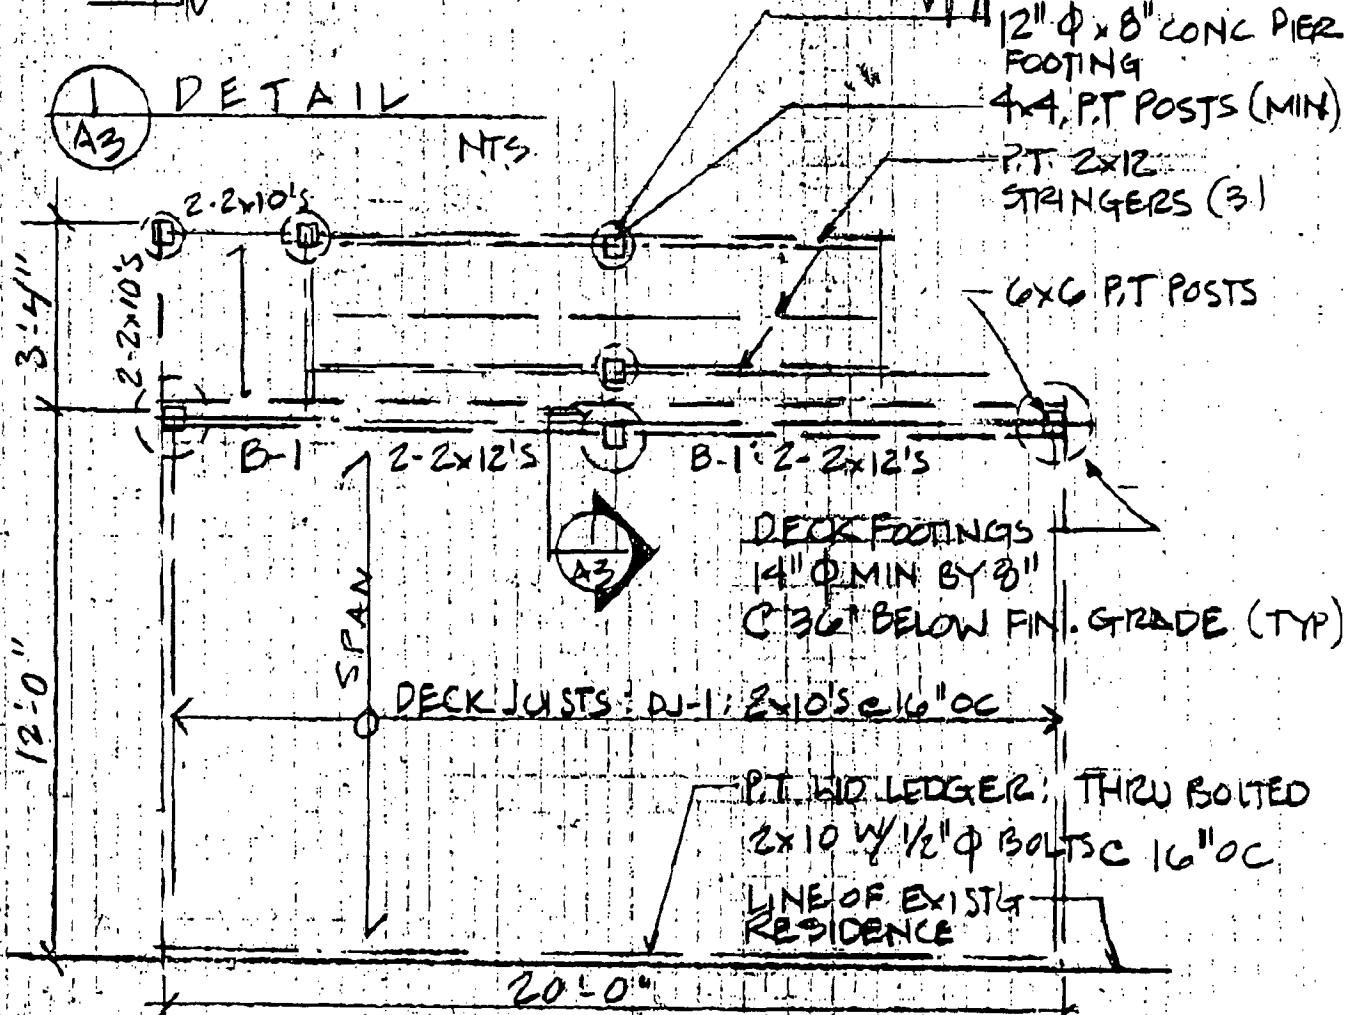 12" Φ x 8" CONC PIER
FOOTING
1
A3
DETAIL
NTS
4x4 P.T POSTS (MIN)
P.T. 2x12
STRINGERS (3)
2-2x10'S
2-2x10'S
3'-4"
6x6 P.T POSTS
B-1
2-2x12'S
B-1: 2-2x12'S
1
A3
DECK FOOTINGS
14" Φ MIN BY 8"
@ 36" BELOW FIN. GRADE (TYP)
SPAN
12'-0"
DECK JOISTS: DJ-1: 2x10'S @ 16" OC
P.T. WD LEDGER: THRU BOLTED
2x10 W/ 1/2" Φ BOLTS @ 16" OC
LINE OF EXIST'G
RESIDENCE
20'-0"